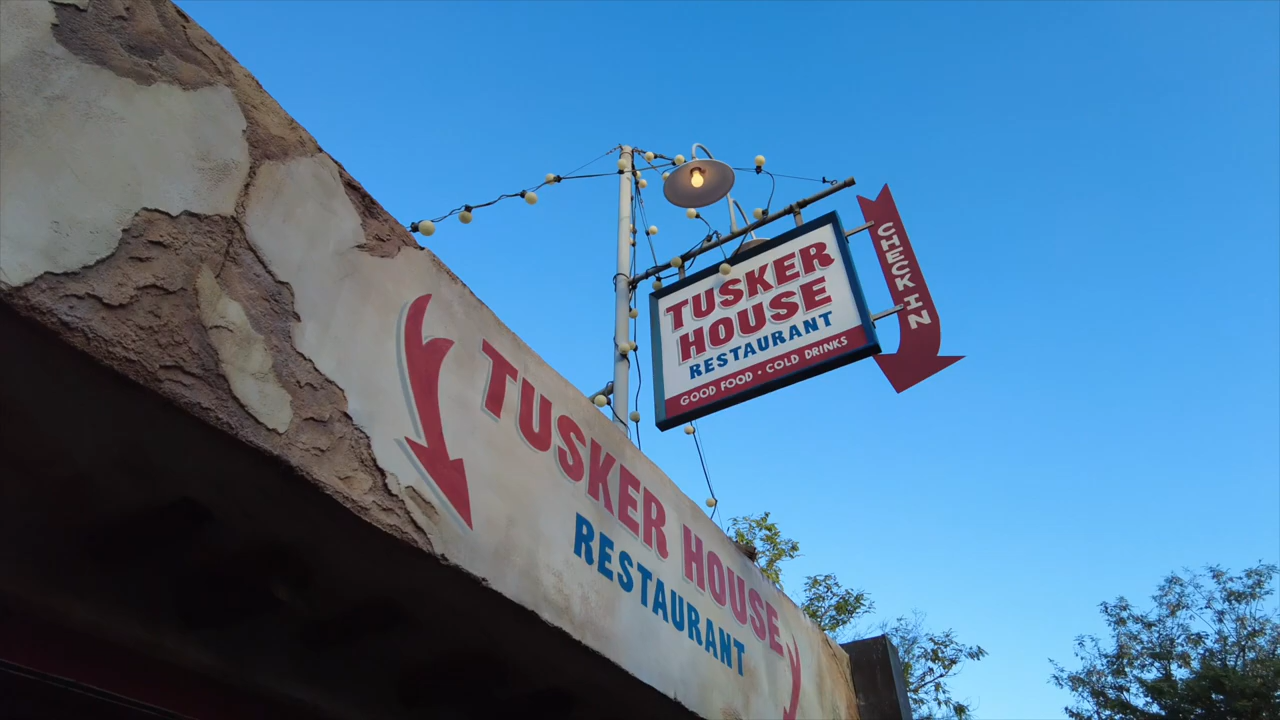 TUSKER
HOUSE
RESTAURANT
GOOD FOOD • COLD DRINKS
CHECK IN
TUSKER HOUSE
RESTAURANT